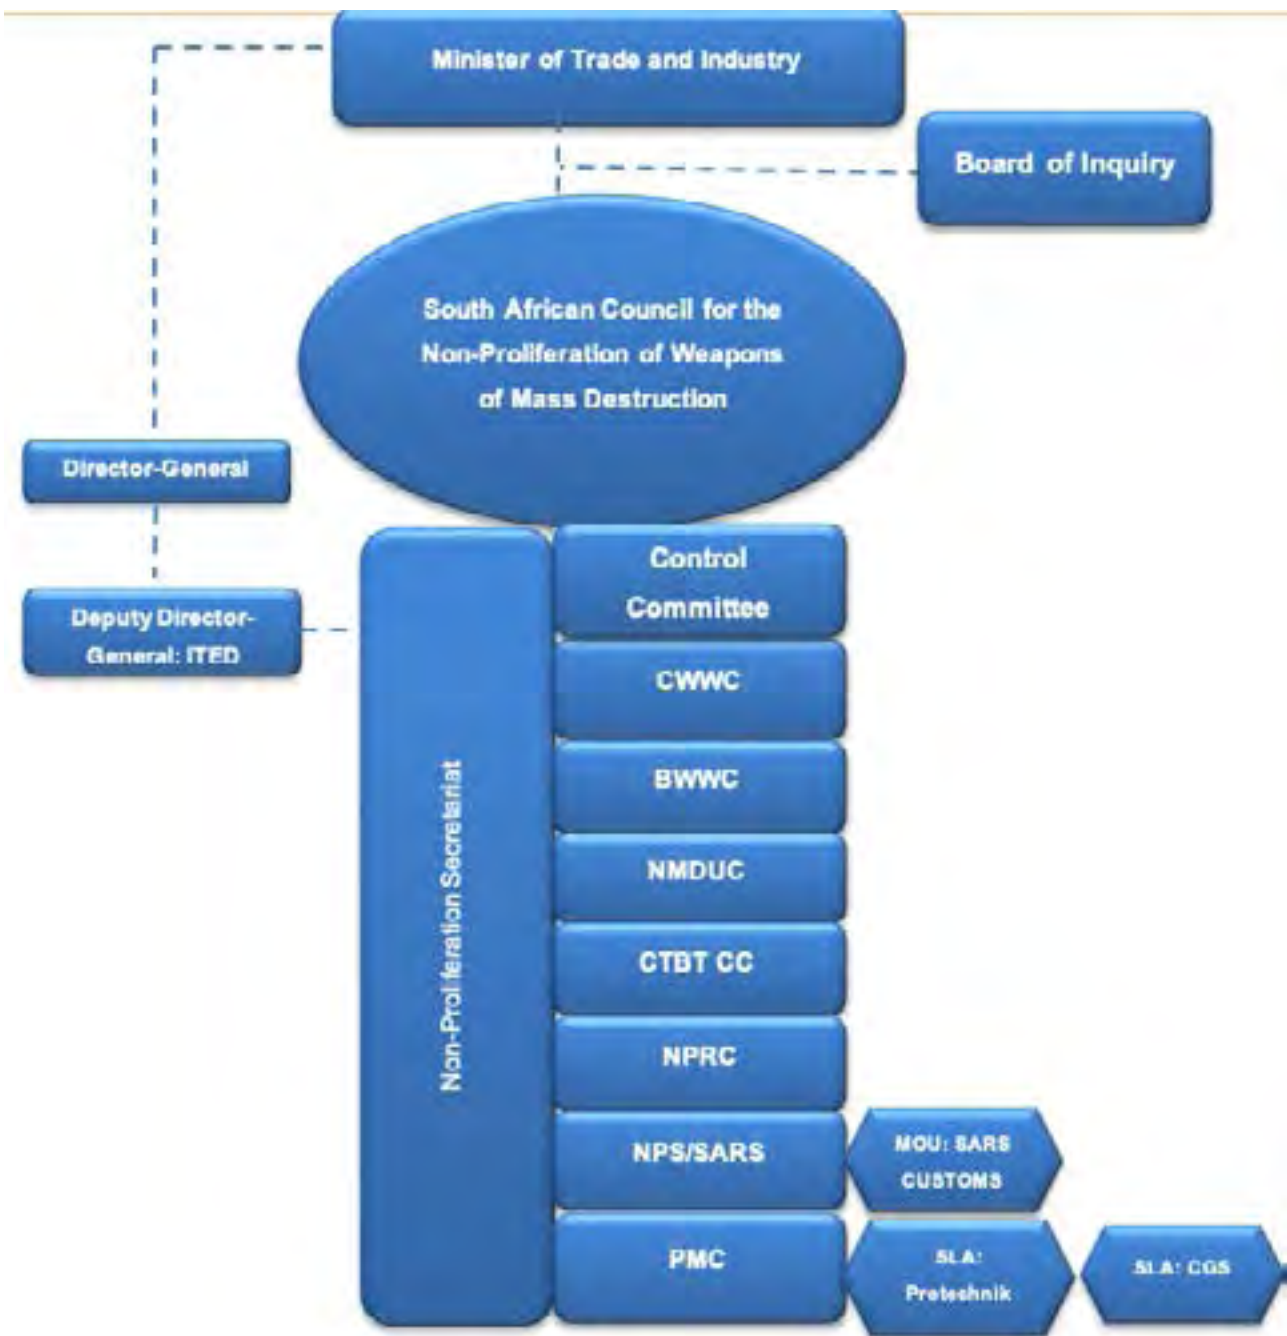 Minister of Trade and Industry
Board of Inquiry
South African Council for the
Non-Proliferation of Weapons
of Mass Destruction
Director-General
Deputy Director-
General: ITED
Non-Proliferation Secretariat
Control
Committee
CWWC
BWWC
NMDUC
CTBT CC
NPRC
NPS/SARS
MOU: SARS
CUSTOMS
PMC
SLA:
Protechnik
SLA: CGS